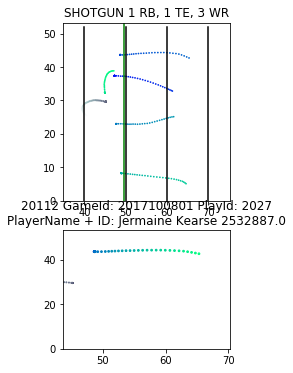 SHOTGUN 1 RB, 1 TE, 3 WR
50
40
30
20
10
0
40 50 60 70
20112 GameId: 2017100801 PlayId: 2027
PlayerName + ID: Jermaine Kearse 2532887.0
40
20
0
50 60 70